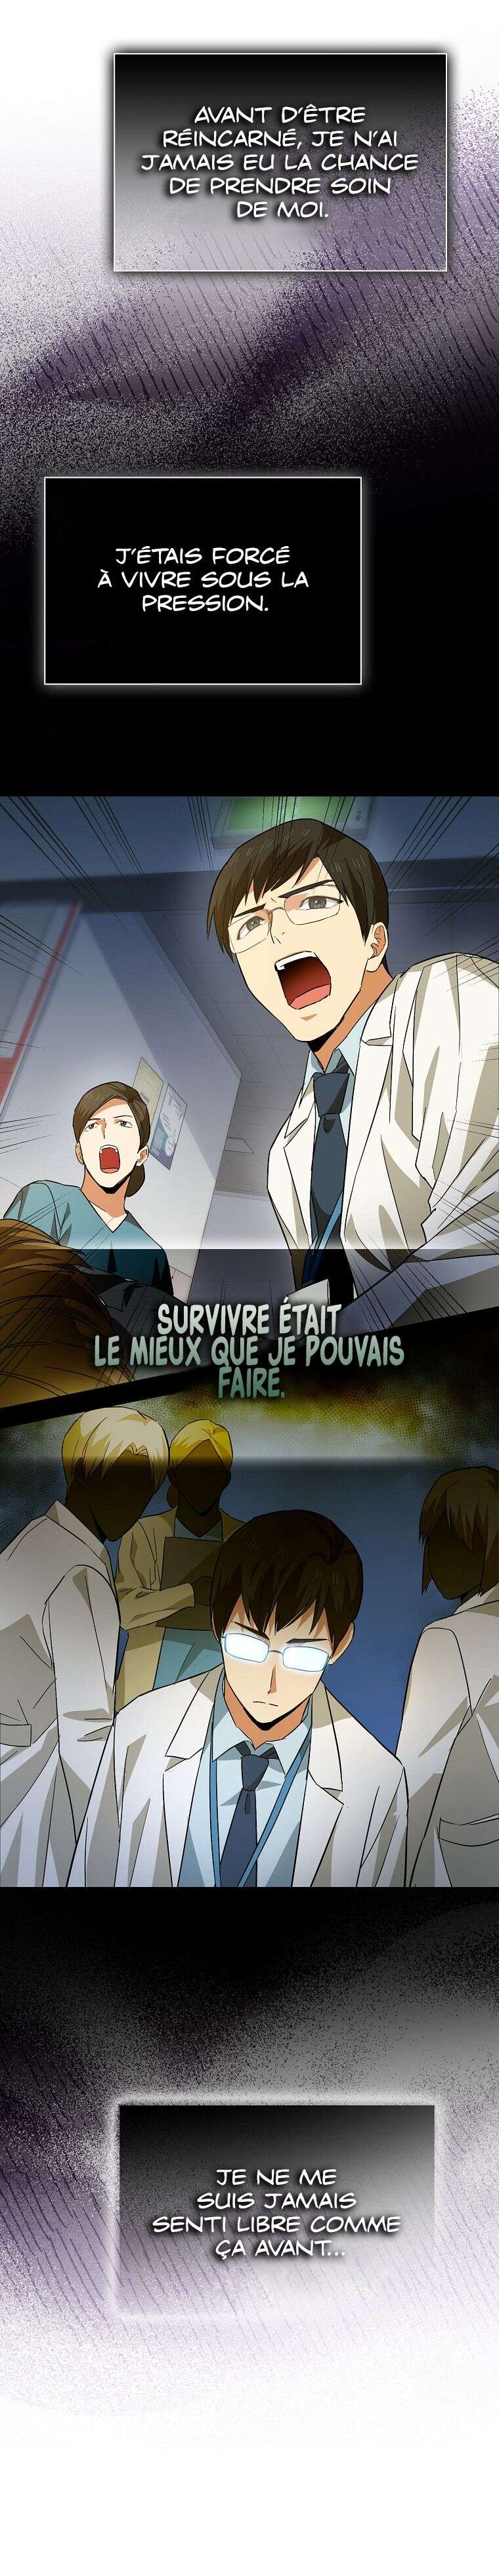 AVANT D'ÊTRE
RÉINCARNÉ, JE N'AI
JAMAIS EU LA CHANCE
DE PRENDRE SOIN
DE MOI.
J'ÉTAIS FORCÉ
À VIVRE SOUS LA
PRESSION.
SURVIVRE ÉTAIT
LE MIEUX QUE JE POUVAIS
FAIRE.
JE NE ME
SUIS JAMAIS
SENTI LIBRE COMME
ÇA AVANT...